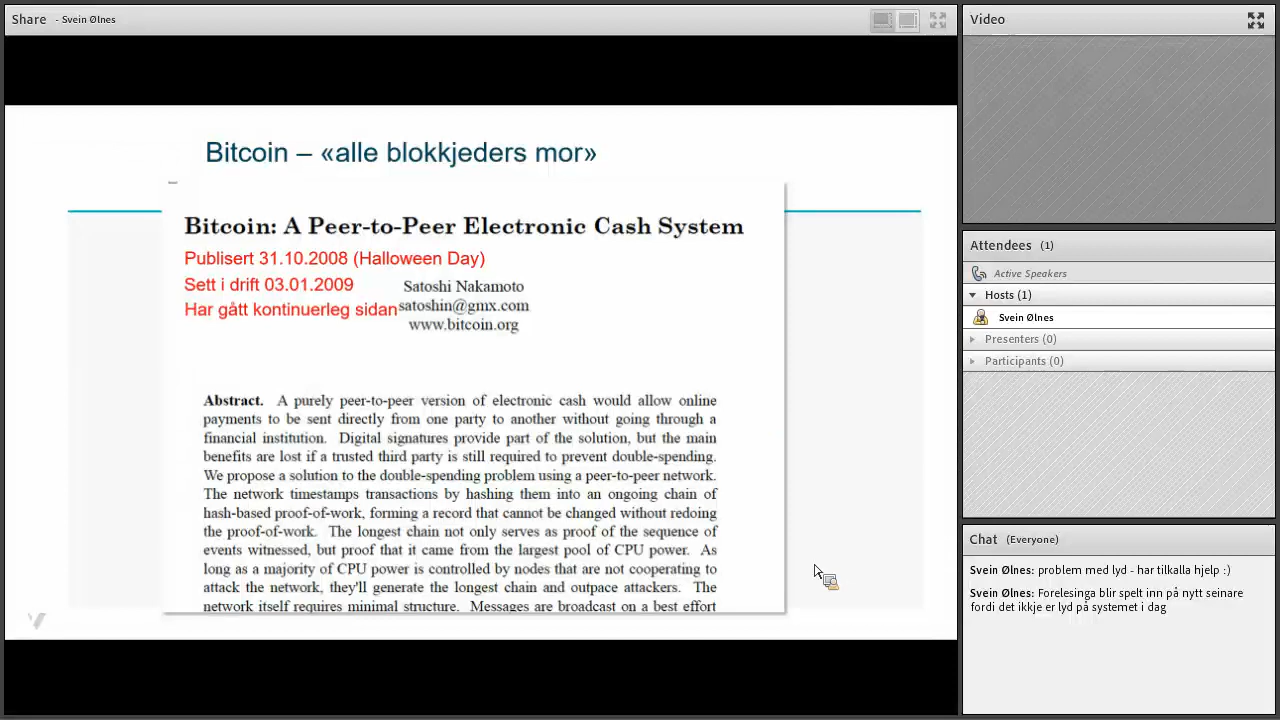 Share - Svein Ølnes
Bitcoin – «alle blokkjeders mor»
Bitcoin: A Peer-to-Peer Electronic Cash System
Publisert 31.10.2008 (Halloween Day)
Sett i drift 03.01.2009
Har gått kontinuerleg sidan
Satoshi Nakamoto
satoshin@gmx.com
www.bitcoin.org
Abstract. A purely peer-to-peer version of electronic cash would allow online
payments to be sent directly from one party to another without going through a
financial institution. Digital signatures provide part of the solution, but the main
benefits are lost if a trusted third party is still required to prevent double-spending.
We propose a solution to the double-spending problem using a peer-to-peer network.
The network timestamps transactions by hashing them into an ongoing chain of
hash-based proof-of-work, forming a record that cannot be changed without redoing
the proof-of-work. The longest chain not only serves as proof of the sequence of
events witnessed, but proof that it came from the largest pool of CPU power. As
long as a majority of CPU power is controlled by nodes that are not cooperating to
attack the network, they'll generate the longest chain and outpace attackers. The
network itself requires minimal structure. Messages are broadcast on a best effort
Video
Attendees (1)
Active Speakers
Hosts (1)
Svein Ølnes
Presenters (0)
Participants (0)
Chat (Everyone)
Svein Ølnes: problem med lyd - har tilkalla hjelp :)
Svein Ølnes: Forelesinga blir spelt inn på nytt seinare
fordi det ikkje er lyd på systemet i dag